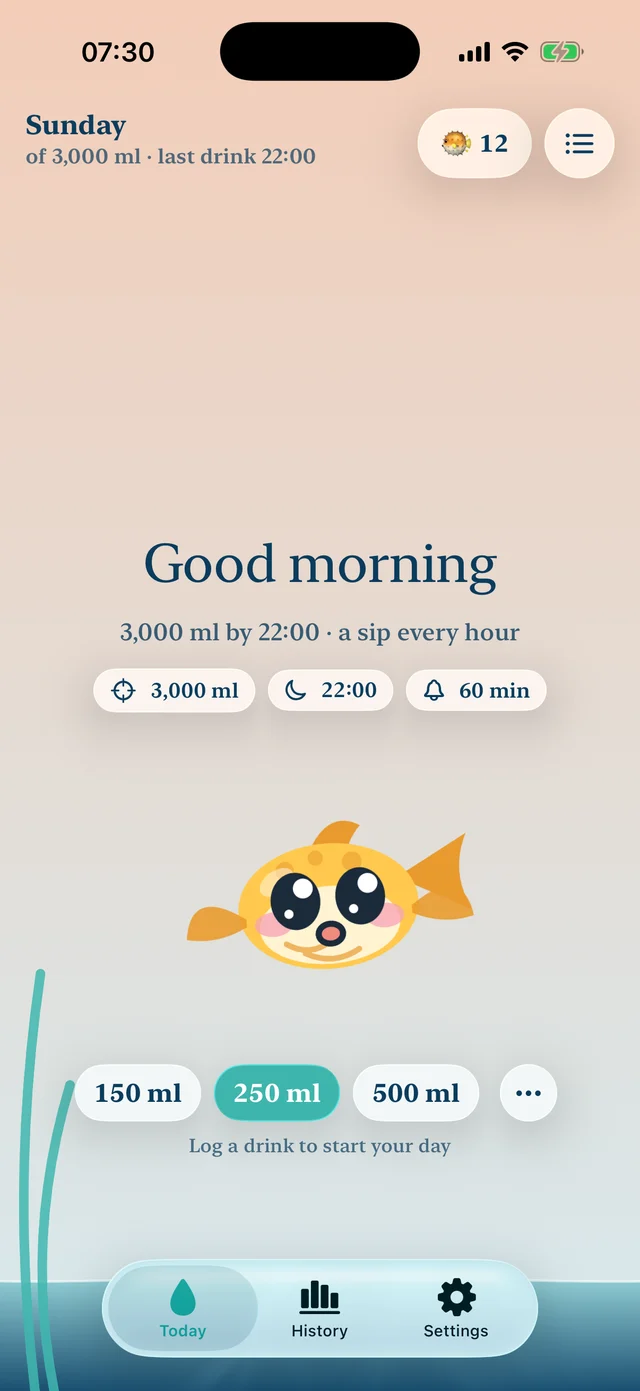 07:30
Sunday
of 3,000 ml · last drink 22:00
12
Good morning
3,000 ml by 22:00 · a sip every hour
3,000 ml
22:00
60 min
150 ml
250 ml
500 ml
Log a drink to start your day
Today
History
Settings